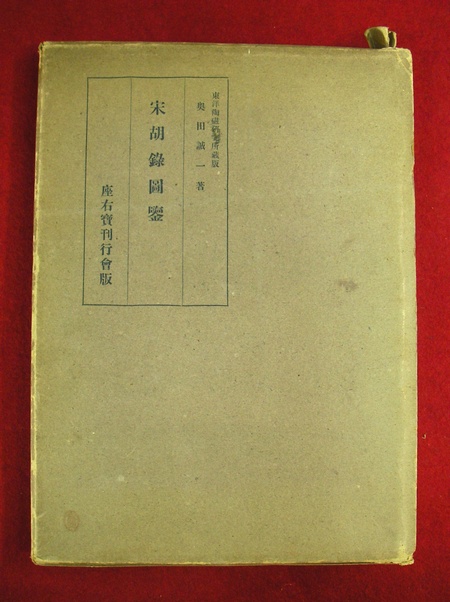 東洋陶磁研究所藏版
奥田誠一著
宋胡錄圖鑒
座右寶刊行會版